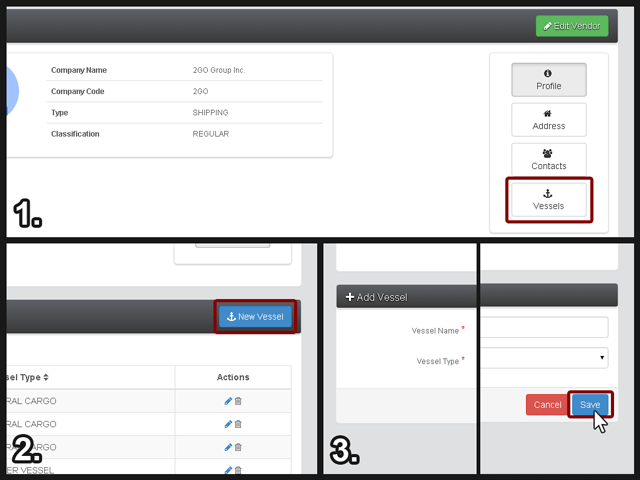 Edit Vendor
Company Name 2GO Group Inc.
Company Code 2GO
Type SHIPPING
Classification REGULAR
Profile
Address
Contacts
Vessels
1.
New Vessel
sel Type Actions
RAL CARGO
RAL CARGO
RAL CARGO
ER VESSEL
2.
Add Vessel
Vessel Name *
Vessel Type *
Cancel Save
3.